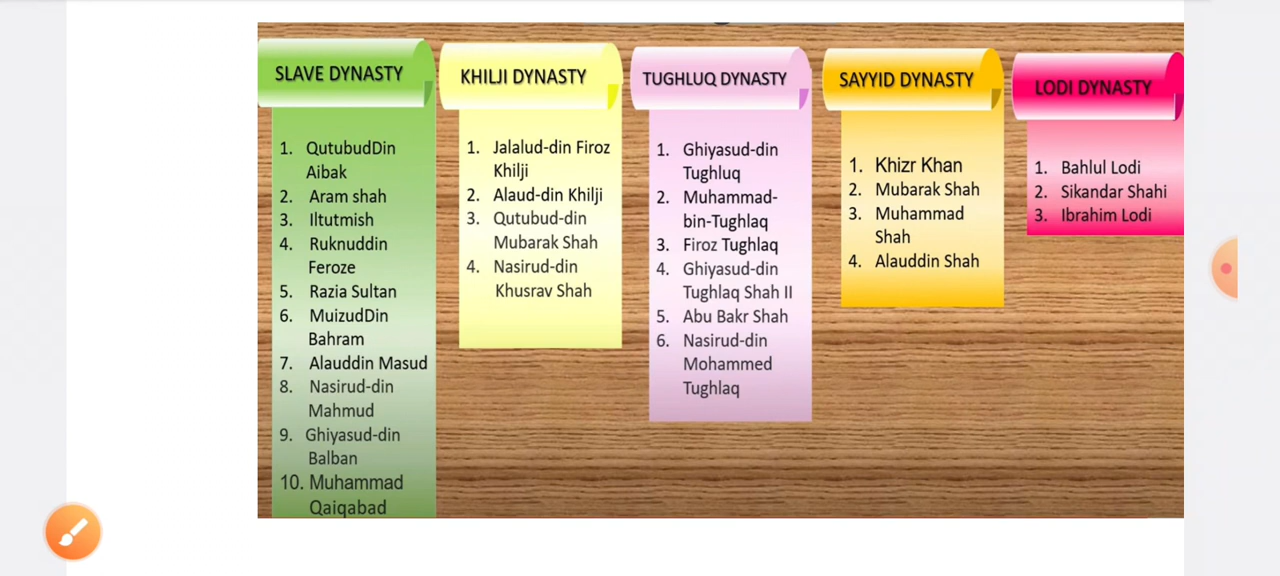 SLAVE DYNASTY
1. QutubudDin
Aibak
2. Aram shah
3. Iltutmish
4. Ruknuddin
Feroze
5. Razia Sultan
6. MuizudDin
Bahram
7. Alauddin Masud
8. Nasirud-din
Mahmud
9. Ghiyasud-din
Balban
10. Muhammad
Qaiqabad
KHILJI DYNASTY
1. Jalalud-din Firoz
Khilji
2. Alaud-din Khilji
3. Qutubud-din
Mubarak Shah
4. Nasirud-din
Khusrav Shah
TUGHLUQ DYNASTY
1. Ghiyasud-din
Tughluq
2. Muhammad-
bin-Tughlaq
3. Firoz Tughlaq
4. Ghiyasud-din
Tughlaq Shah II
5. Abu Bakr Shah
6. Nasirud-din
Mohammed
Tughlaq
SAYYID DYNASTY
1. Khizr Khan
2. Mubarak Shah
3. Muhammad
Shah
4. Alauddin Shah
LODI DYNASTY
1. Bahlul Lodi
2. Sikandar Shahi
3. Ibrahim Lodi